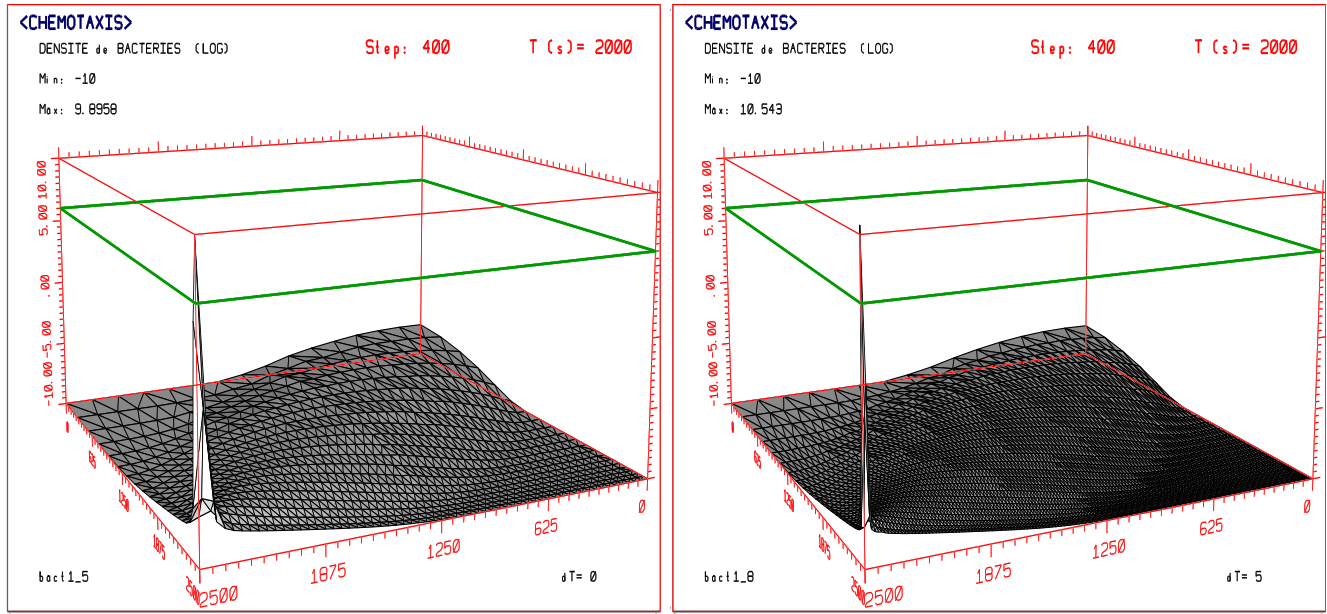 <CHEMOTAXIS>
DENSITE de BACTERIES (LOG)
Step: 400 T (s)= 2000
Min: -10
Max: 9.8958
10.00
5.00
.00
-5.00
-10.00
0
625
1250
1875
2500
2500
1875
1250
625
0
bact1_5 dT= 0
<CHEMOTAXIS>
DENSITE de BACTERIES (LOG)
Step: 400 T (s)= 2000
Min: -10
Max: 10.543
10.00
5.00
.00
-5.00
-10.00
0
625
1250
1875
2500
2500
1875
1250
625
0
bact1_8 dT= 5